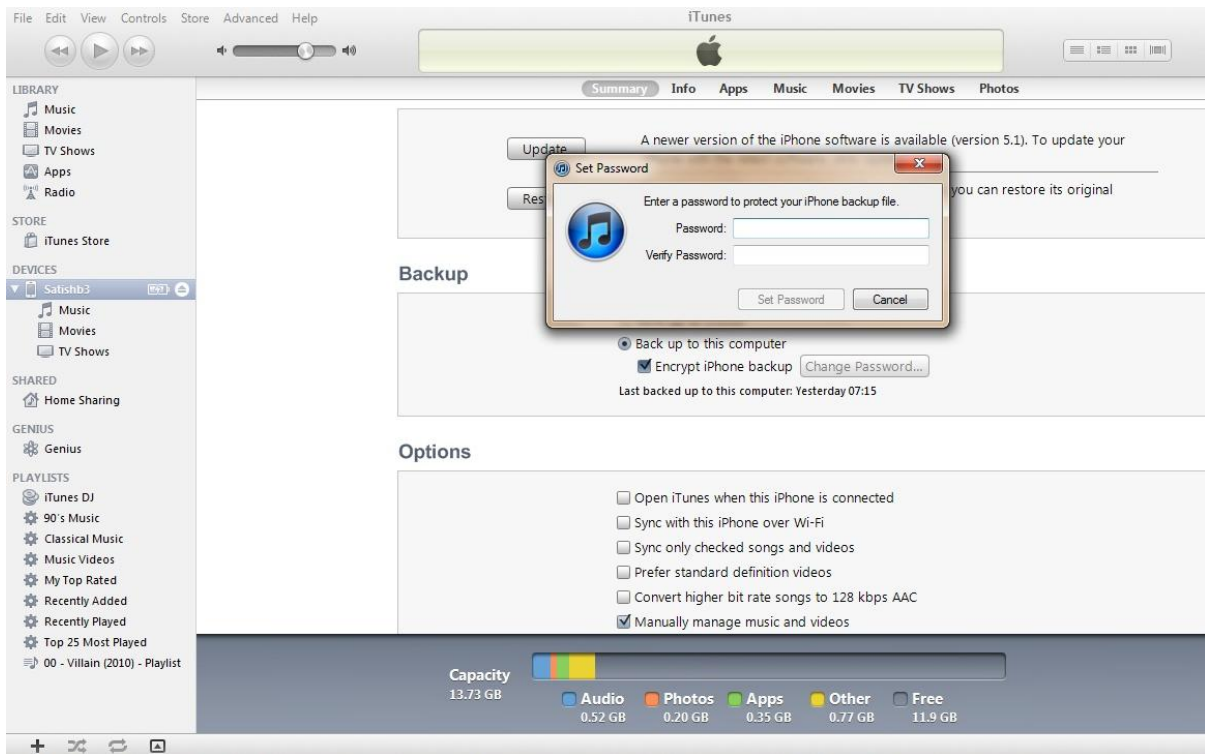 File Edit View Controls Store Advanced Help
iTunes
LIBRARY
Music
Movies
TV Shows
Apps
Radio
STORE
iTunes Store
DEVICES
Satishb3
Music
Movies
TV Shows
SHARED
Home Sharing
GENIUS
Genius
PLAYLISTS
iTunes DJ
90's Music
Classical Music
Music Videos
My Top Rated
Recently Added
Recently Played
Top 25 Most Played
00 - Villain (2010) - Playlist
Summary Info Apps Music Movies TV Shows Photos
Update
A newer version of the iPhone software is available (version 5.1). To update your
Res
you can restore its original
Set Password
Enter a password to protect your iPhone backup file.
Password:
Verify Password:
Set Password Cancel
Backup
Back up to this computer
Encrypt iPhone backup Change Password...
Last backed up to this computer: Yesterday 07:15
Options
Open iTunes when this iPhone is connected
Sync with this iPhone over Wi-Fi
Sync only checked songs and videos
Prefer standard definition videos
Convert higher bit rate songs to 128 kbps AAC
Manually manage music and videos
Capacity
13.73 GB
Audio
0.52 GB
Photos
0.20 GB
Apps
0.35 GB
Other
0.77 GB
Free
11.9 GB